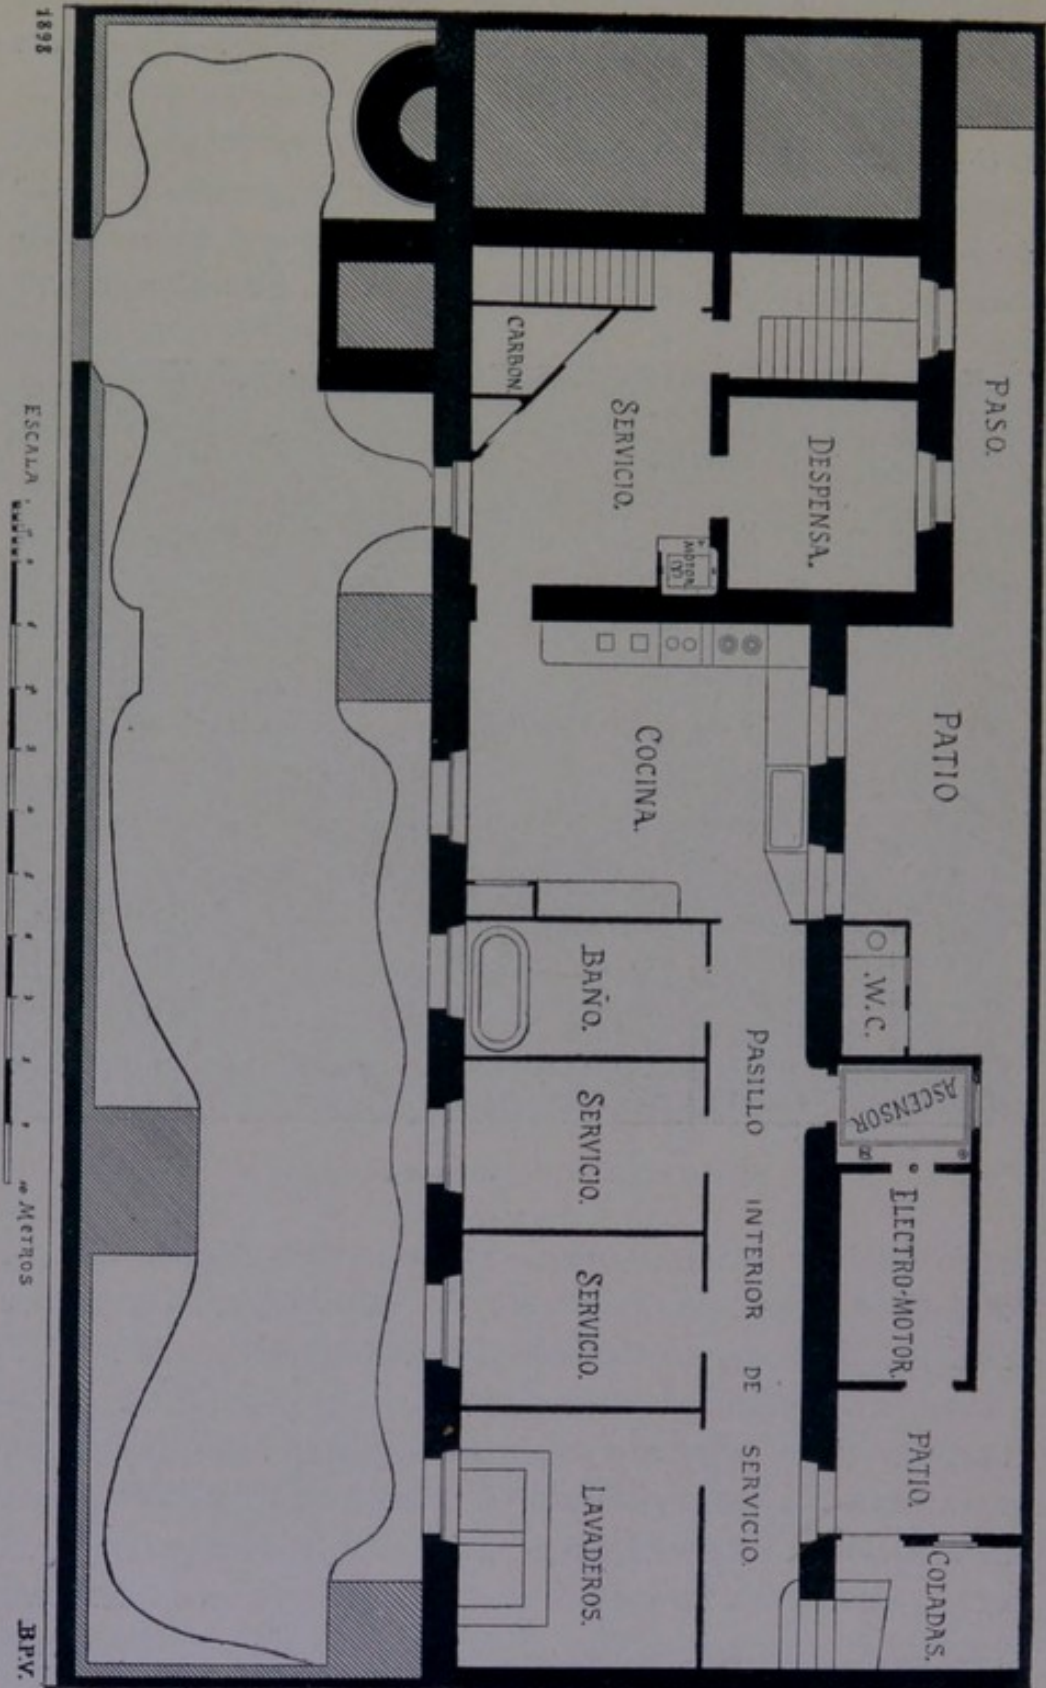 PASO.
PATIO
DESPENSA.
CARBON.
SERVICIO.
MOTOR
COCINA.
.W.C.
ASCENSOR
ELECTRO-MOTOR.
PATIO.
COLADAS.
BAÑO.
SERVICIO.
SERVICIO.
LAVADEROS.
PASILLO INTERIOR DE SERVICIO.
1898
ESCALA
10 METROS
B.P.V.